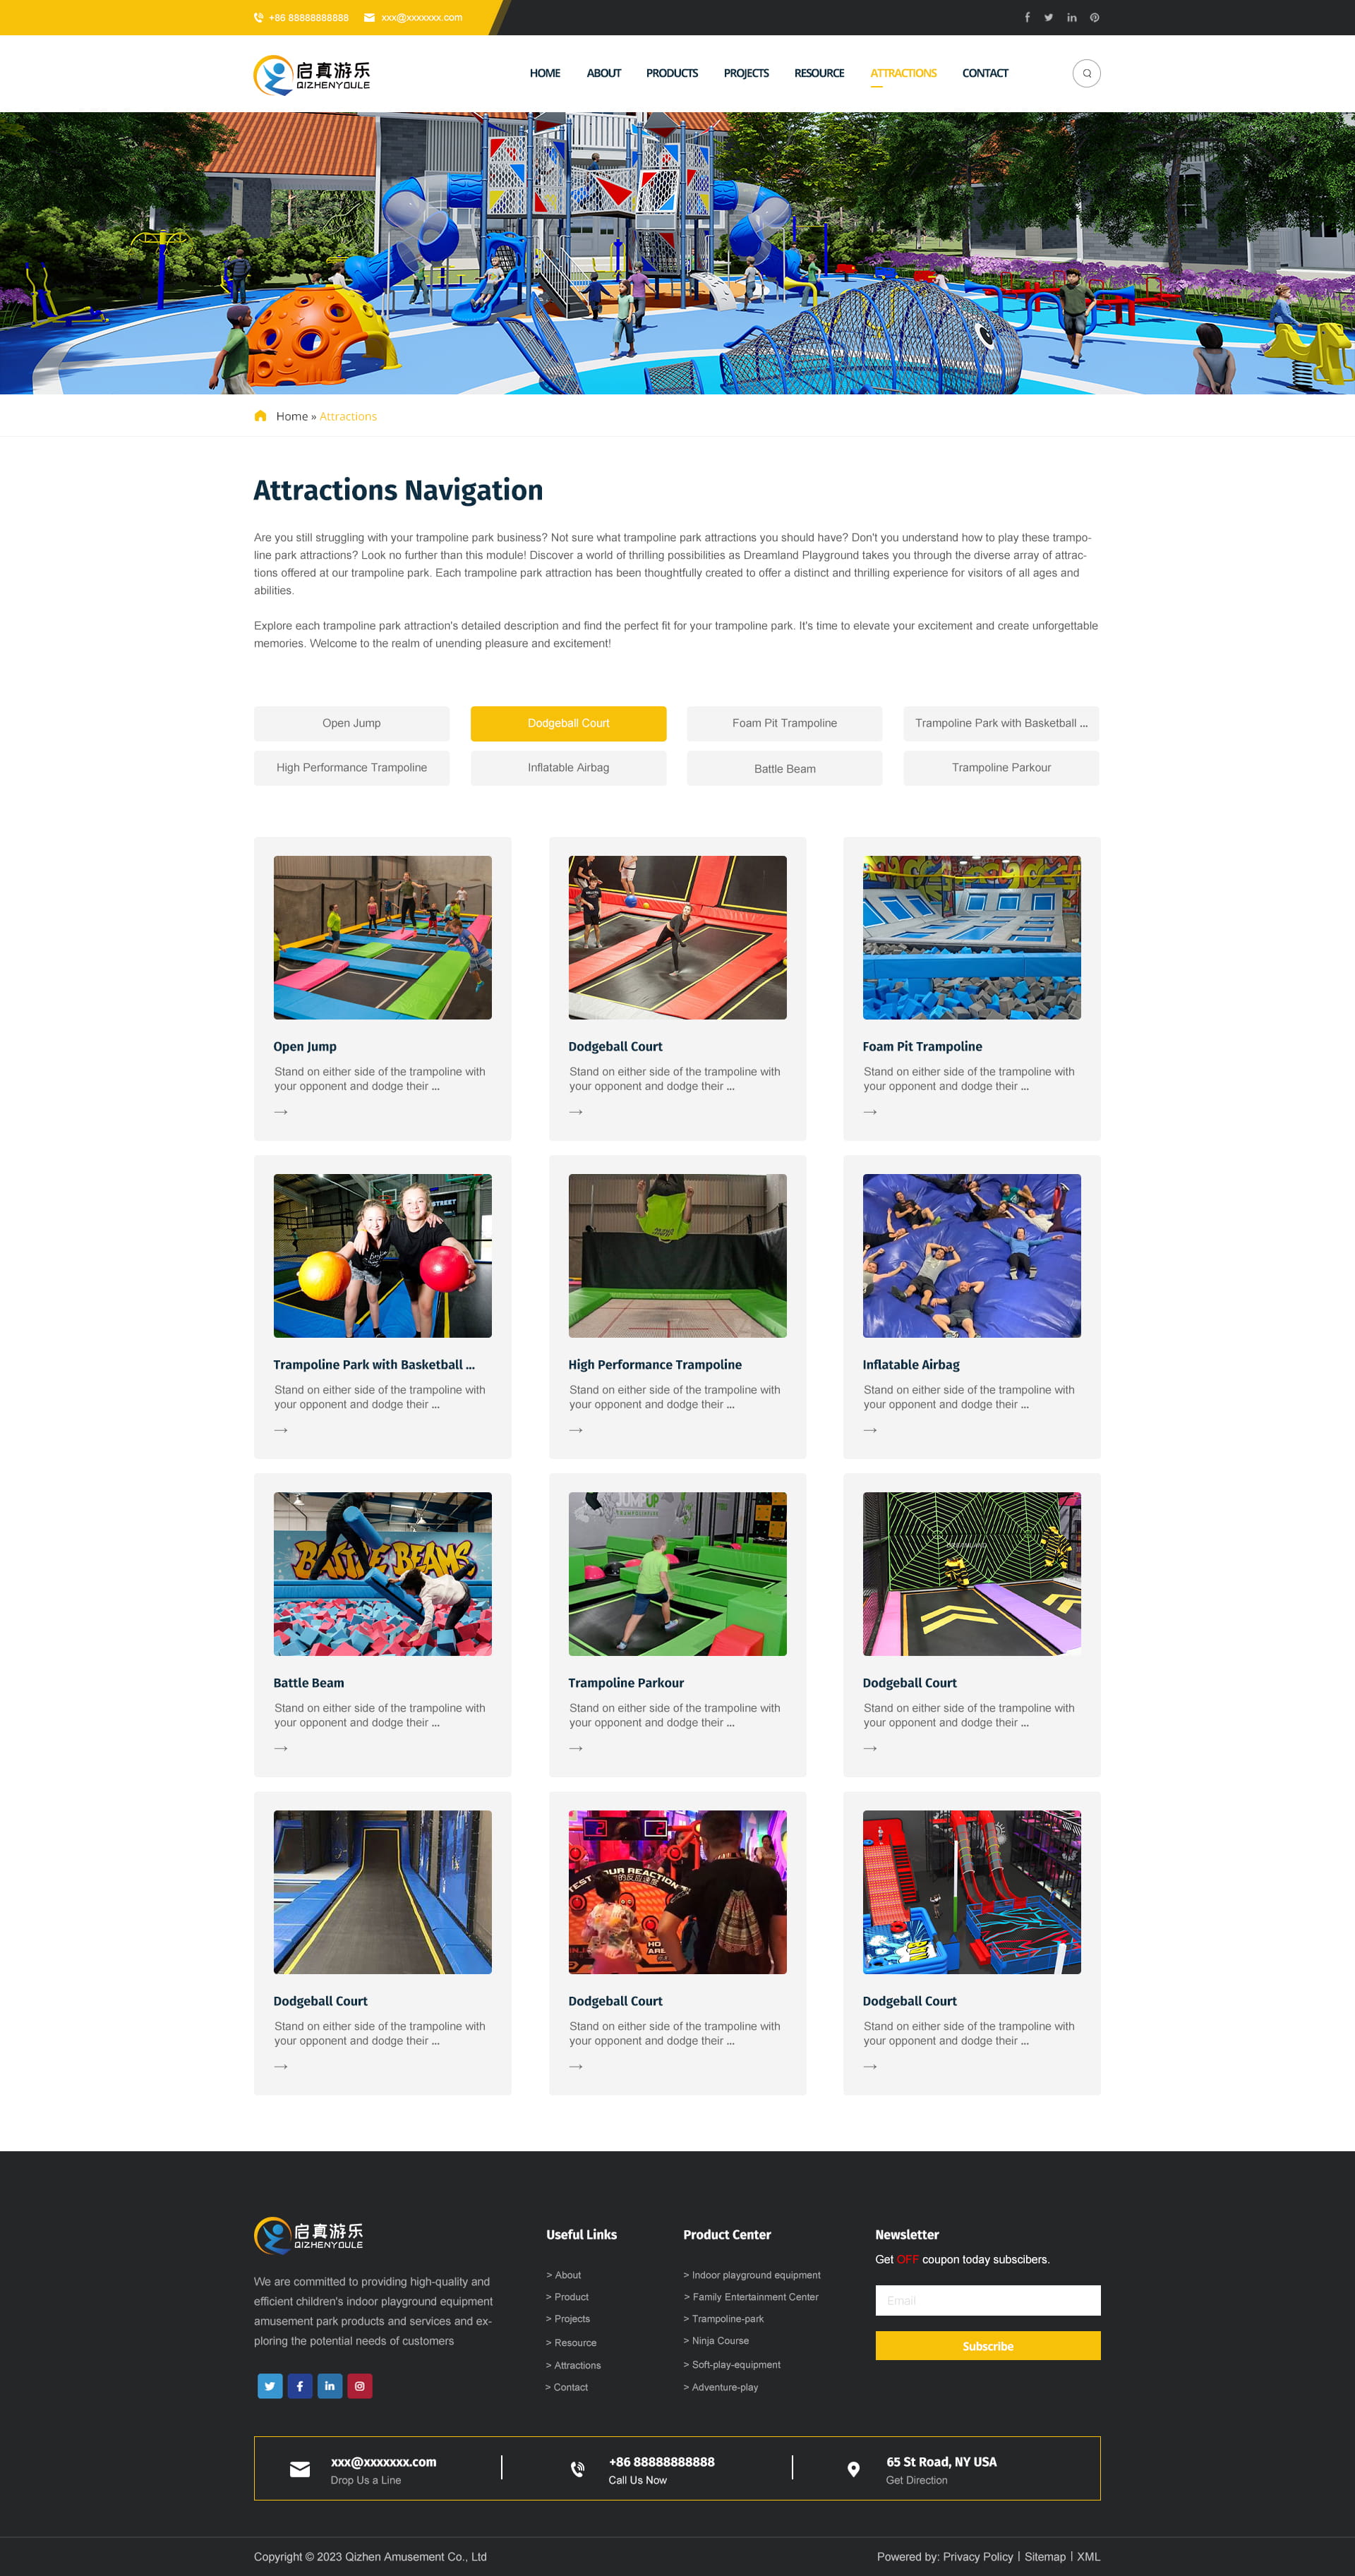 +86 88888888888 xxx@xxxxxxx.com
启真游乐
QIZHENYOULE
HOME ABOUT PRODUCTS PROJECTS RESOURCE ATTRACTIONS CONTACT
Home » Attractions
Attractions Navigation
Are you still struggling with your trampoline park business? Not sure what trampoline park attractions you should have? Don't you understand how to play these trampo-
line park attractions? Look no further than this module! Discover a world of thrilling possibilities as Dreamland Playground takes you through the diverse array of attrac-
tions offered at our trampoline park. Each trampoline park attraction has been thoughtfully created to offer a distinct and thrilling experience for visitors of all ages and
abilities.
Explore each trampoline park attraction's detailed description and find the perfect fit for your trampoline park. It's time to elevate your excitement and create unforgettable
memories. Welcome to the realm of unending pleasure and excitement!
Open Jump Dodgeball Court Foam Pit Trampoline Trampoline Park with Basketball ...
High Performance Trampoline Inflatable Airbag Battle Beam Trampoline Parkour
Open Jump
Stand on either side of the trampoline with
your opponent and dodge their ...
Dodgeball Court
Stand on either side of the trampoline with
your opponent and dodge their ...
Foam Pit Trampoline
Stand on either side of the trampoline with
your opponent and dodge their ...
STREET
Trampoline Park with Basketball ...
Stand on either side of the trampoline with
your opponent and dodge their ...
High Performance Trampoline
Stand on either side of the trampoline with
your opponent and dodge their ...
Inflatable Airbag
Stand on either side of the trampoline with
your opponent and dodge their ...
BATTLE BEAMS
Battle Beam
Stand on either side of the trampoline with
your opponent and dodge their ...
JUMP UP
Trampoline Parkour
Stand on either side of the trampoline with
your opponent and dodge their ...
Dodgeball Court
Stand on either side of the trampoline with
your opponent and dodge their ...
Dodgeball Court
Stand on either side of the trampoline with
your opponent and dodge their ...
2 2
TEST YOUR REACTION
的反应速度
Dodgeball Court
Stand on either side of the trampoline with
your opponent and dodge their ...
Dodgeball Court
Stand on either side of the trampoline with
your opponent and dodge their ...
启真游乐
QIZHENYOULE
We are committed to providing high-quality and
efficient children's indoor playground equipment
amusement park products and services and ex-
ploring the potential needs of customers
Useful Links
> About
> Product
> Projects
> Resource
> Attractions
> Contact
Product Center
> Indoor playground equipment
> Family Entertainment Center
> Trampoline-park
> Ninja Course
> Soft-play-equipment
> Adventure-play
Newsletter
Get OFF coupon today subscibers.
Email
Subscribe
xxx@xxxxxxx.com
Drop Us a Line
+86 88888888888
Call Us Now
65 St Road, NY USA
Get Direction
Copyright © 2023 Qizhen Amusement Co., Ltd
Powered by: Privacy Policy | Sitemap | XML